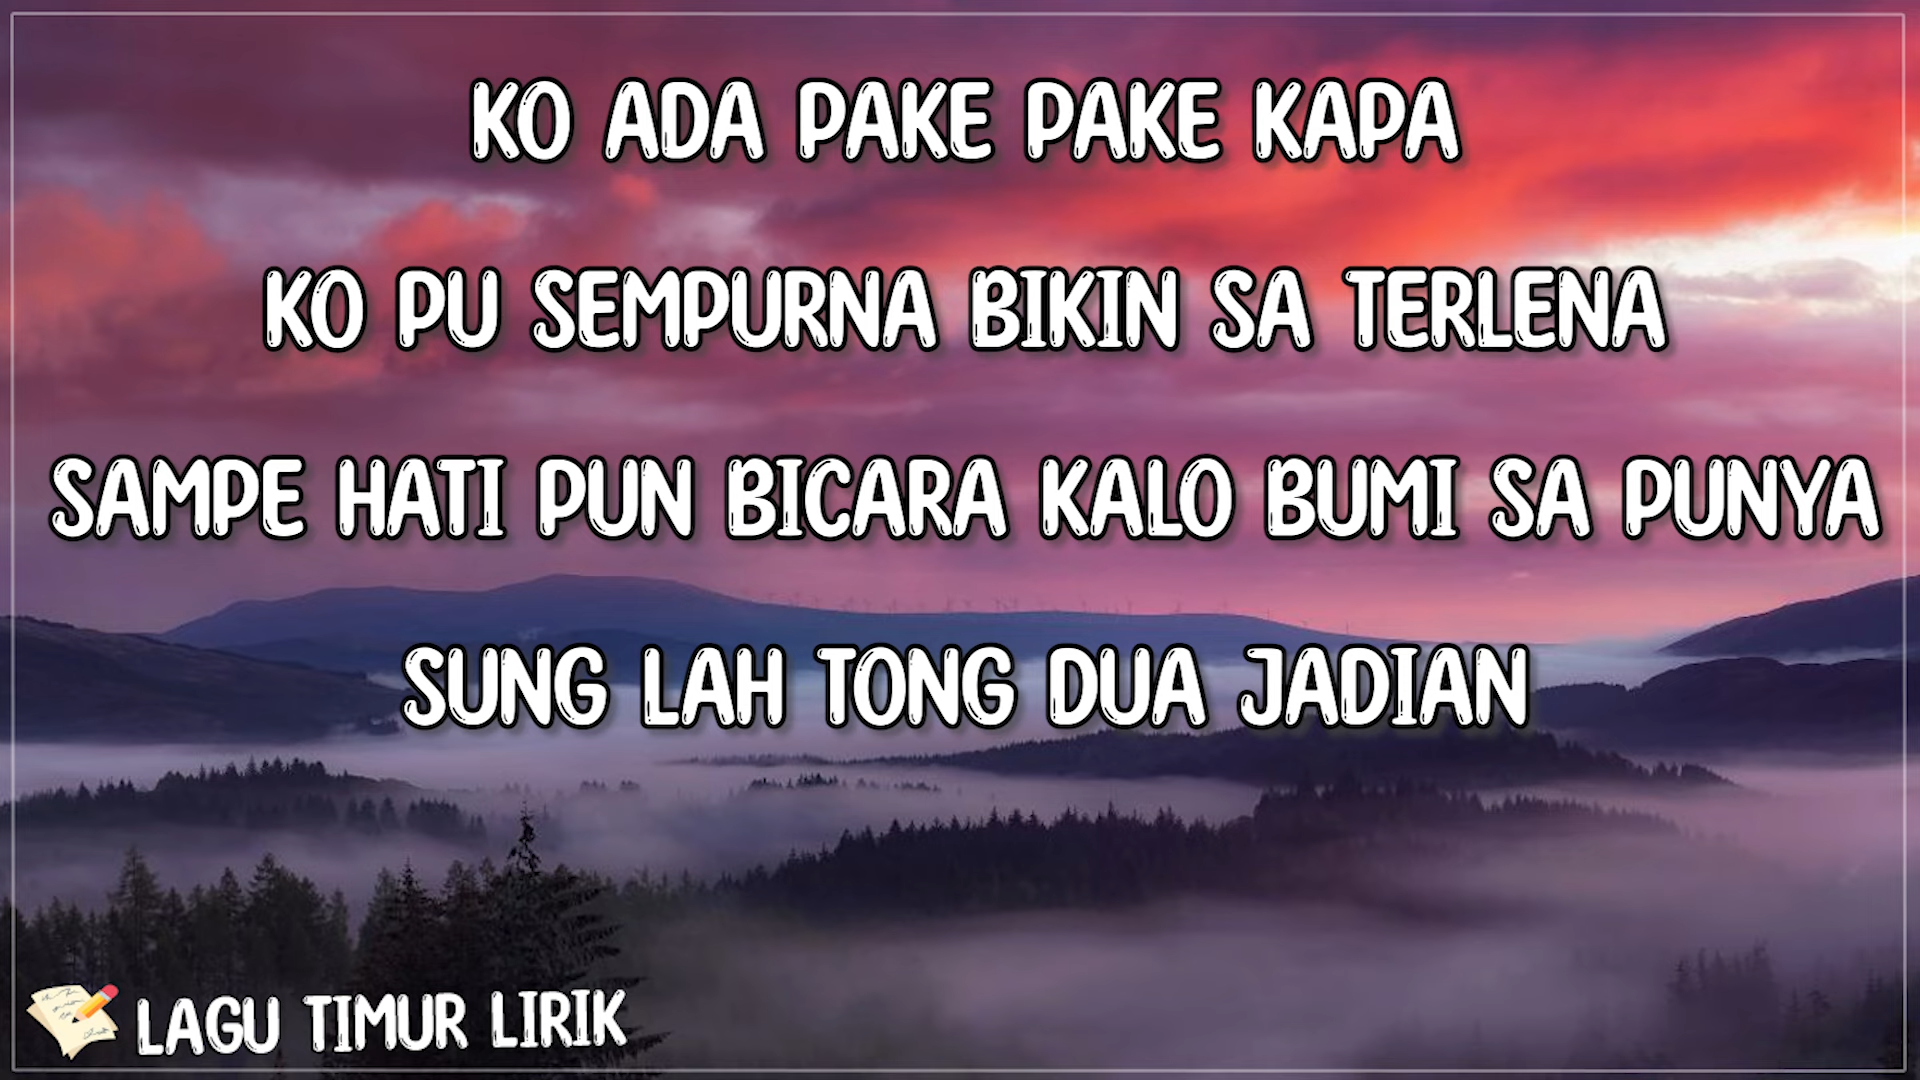 KO ADA PAKE PAKE KAPA
KO PU SEMPURNA BIKIN SA TERLENA
SAMPE HATI PUN BICARA KALO BUMI SA PUNYA
SUNG LAH TONG DUA JADIAN
LAGU TIMUR LIRIK